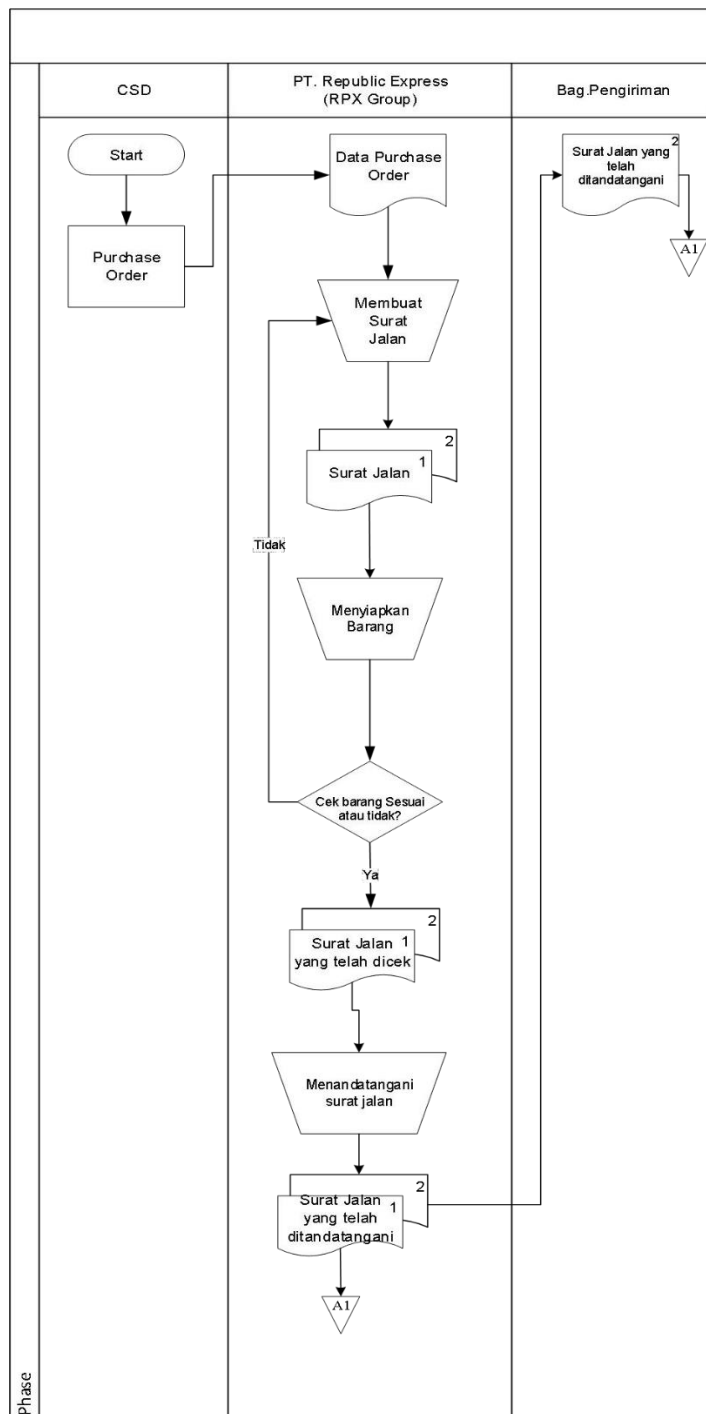 CSD
PT. Republic Express
(RPX Group)
Bag.Pengiriman
Start
Purchase
Order
Data Purchase
Order
Membuat
Surat
Jalan
2
1
Surat Jalan
Tidak
Menyiapkan
Barang
Cek barang Sesuai
atau tidak?
Ya
2
1
Surat Jalan
yang telah dicek
Menandatangani
surat jalan
2
Surat Jalan
1
yang telah
ditandatangani
A1
2
Surat Jalan yang
telah
ditandatangani
A1
Phase